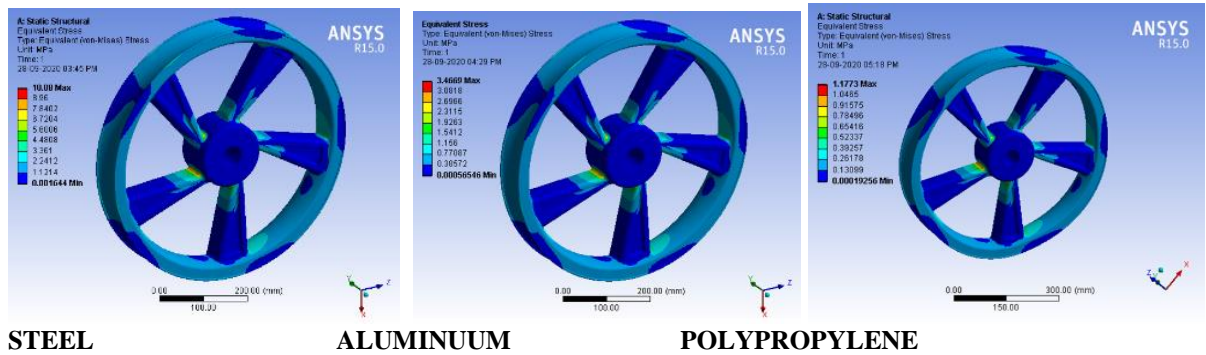 A: Static Structural
Equivalent Stress
Type: Equivalent (von-Mises) Stress
Unit: MPa
Time: 1
28-09-2020 03:45 PM
10.08 Max
8.96
7.8402
6.7204
5.6006
4.4808
3.361
2.2412
1.1214
0.001644 Min
ANSYS
R15.0
0.00 200.00 (mm)
100.00
Y Z
X
Equivalent Stress
Type: Equivalent (von-Mises) Stress
Unit: MPa
Time: 1
28-09-2020 04:29 PM
3.4669 Max
3.0818
2.6966
2.3115
1.9263
1.5412
1.156
0.77087
0.38572
0.00056546 Min
ANSYS
R15.0
0.00 200.00 (mm)
100.00
Y Z
X
A: Static Structural
Equivalent Stress
Type: Equivalent (von-Mises) Stress
Unit: MPa
Time: 1
28-09-2020 05:18 PM
1.1773 Max
1.0465
0.91575
0.78496
0.65416
0.52337
0.39257
0.26178
0.13099
0.00019256 Min
ANSYS
R15.0
0.00 300.00 (mm)
150.00
Y X
Z
STEEL ALUMINUUM POLYPROPYLENE